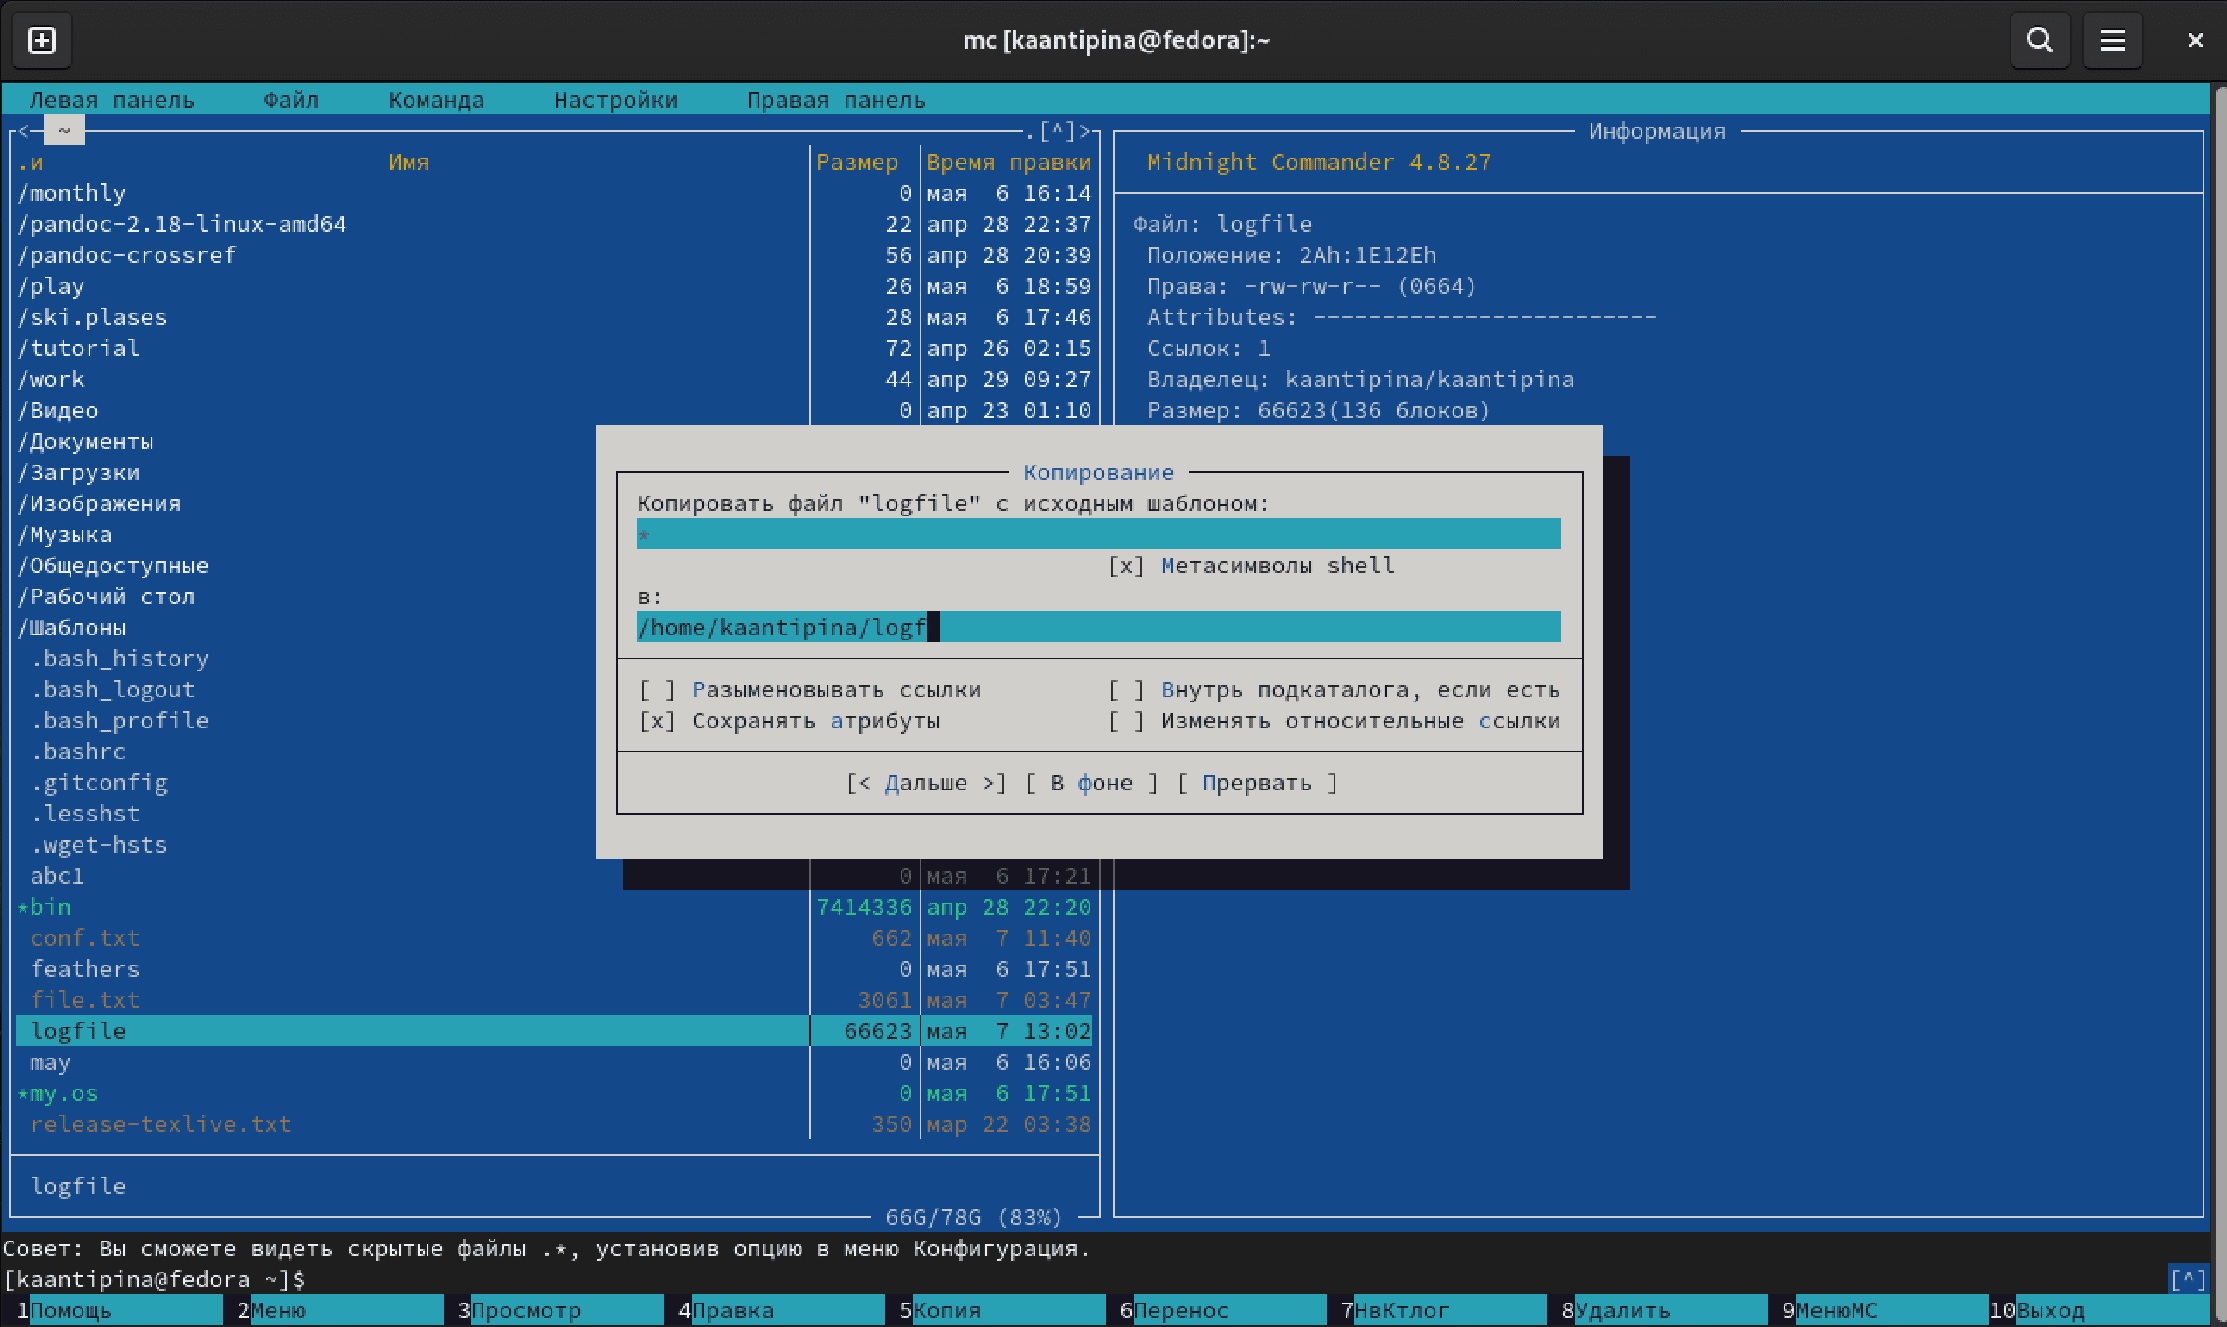 mc [kaantipina@fedora]:~
Левая панель Файл Команда Настройки Правая панель
<- ~ .[^]>
.и Имя Размер Время правки
/monthly 0 мая 6 16:14
/pandoc-2.18-linux-amd64 22 апр 28 22:37
/pandoc-crossref 56 апр 28 20:39
/play 26 мая 6 18:59
/ski.plases 28 мая 6 17:46
/tutorial 72 апр 26 02:15
/work 44 апр 29 09:27
/Видео 0 апр 23 01:10
/Документы
/Загрузки
/Изображения
/Музыка
/Общедоступные
/Рабочий стол
/Шаблоны
.bash_history
.bash_logout
.bash_profile
.bashrc
.gitconfig
.lesshst
.wget-hsts
abc1 0 мая 6 17:21
*bin 7414336 апр 28 22:20
conf.txt 662 мая 7 11:40
feathers 0 мая 6 17:51
file.txt 3061 мая 7 03:47
logfile 66623 мая 7 13:02
may 0 мая 6 16:06
*my.os 0 мая 6 17:51
release-texlive.txt 350 мар 22 03:38
logfile
66G/78G (83%)
Информация
Midnight Commander 4.8.27
Файл: logfile
Положение: 2Ah:1E12Eh
Права: -rw-rw-r-- (0664)
Attributes: -------------------------
Ссылок: 1
Владелец: kaantipina/kaantipina
Размер: 66623(136 блоков)
Копирование
Копировать файл "logfile" с исходным шаблоном:
*
[x] Метасимволы shell
в:
/home/kaantipina/logf
[ ] Разыменовывать ссылки [ ] Внутрь подкаталога, если есть
[x] Сохранять атрибуты [ ] Изменять относительные ссылки
[< Дальше >] [ В фоне ] [ Прервать ]
Совет: Вы сможете видеть скрытые файлы .*, установив опцию в меню Конфигурация.
[kaantipina@fedora ~]$ [^]
1Помощь 2Меню 3Просмотр 4Правка 5Копия 6Перенос 7НвКтлог 8Удалить 9МенюМС 10Выход